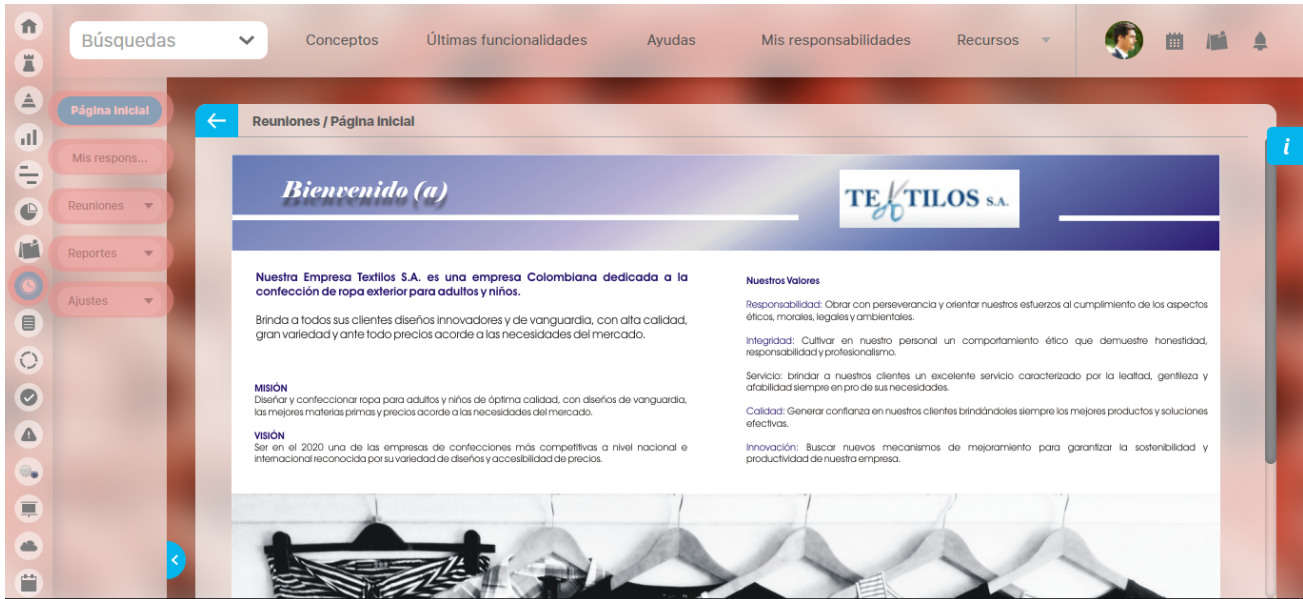 Búsquedas
Conceptos
Últimas funcionalidades
Ayudas
Mis responsabilidades
Recursos
Página Inicial
Mis respons...
Reuniones
Reportes
Ajustes
Reuniones / Página Inicial
i
Bienvenido (a)
TEXTILOS S.A.
Nuestra Empresa Textilos S.A. es una empresa Colombiana dedicada a la
confección de ropa exterior para adultos y niños.
Brinda a todos sus clientes diseños innovadores y de vanguardia, con alta calidad,
gran variedad y ante todo precios acorde a las necesidades del mercado.
MISIÓN
Diseñar y confeccionar ropa para adultos y niños de óptima calidad, con diseños de vanguardia,
las mejores materias primas y precios acorde a las necesidades del mercado.
VISIÓN
Ser en el 2020 una de las empresas de confecciones más competitivas a nivel nacional e
internacional reconocida por su variedad de diseños y accesibilidad de precios.
Nuestros Valores
Responsabilidad: Obrar con perseverancia y orientar nuestros esfuerzos al cumplimiento de los aspectos
éticos, morales, legales y ambientales.
Integridad: Cultivar en nuestro personal un comportamiento ético que demuestre honestidad,
responsabilidad y profesionalismo.
Servicio: brindar a nuestros clientes un excelente servicio caracterizado por la lealtad, gentileza y
afabilidad siempre en pro de sus necesidades.
Calidad: Generar confianza en nuestros clientes brindándoles siempre los mejores productos y soluciones
efectivas.
Innovación: Buscar nuevos mecanismos de mejoramiento para garantizar la sostenibilidad y
productividad de nuestra empresa.